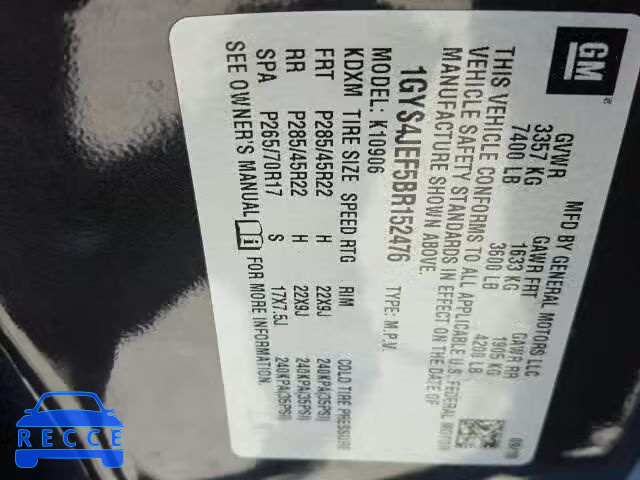 GM
MFD BY GENERAL MOTORS LLC
GVWR GAWR FRT GAWR RR
3357 KG 1633 KG 1905 KG
7400 LB 3600 LB 4200 LB
THIS VEHICLE CONFORMS TO ALL APPLICABLE U.S. FEDERAL MOTOR
VEHICLE SAFETY STANDARDS IN EFFECT ON THE DATE OF
MANUFACTURE SHOWN ABOVE.
1GYS4JEF5BR152476 TYPE: M.P.V.
MODEL: K10906
KDXM TIRE SIZE SPEED RTG RIM COLD TIRE PRESSURE
FRT P285/45R22 H 22X9J 240KPA(35PSI)
RR P285/45R22 H 22X9J 240KPA(35PSI)
SPA P265/70R17 S 17X7.5J 240KPA(35PSI)
SEE OWNER'S MANUAL FOR MORE INFORMATION
RECCE